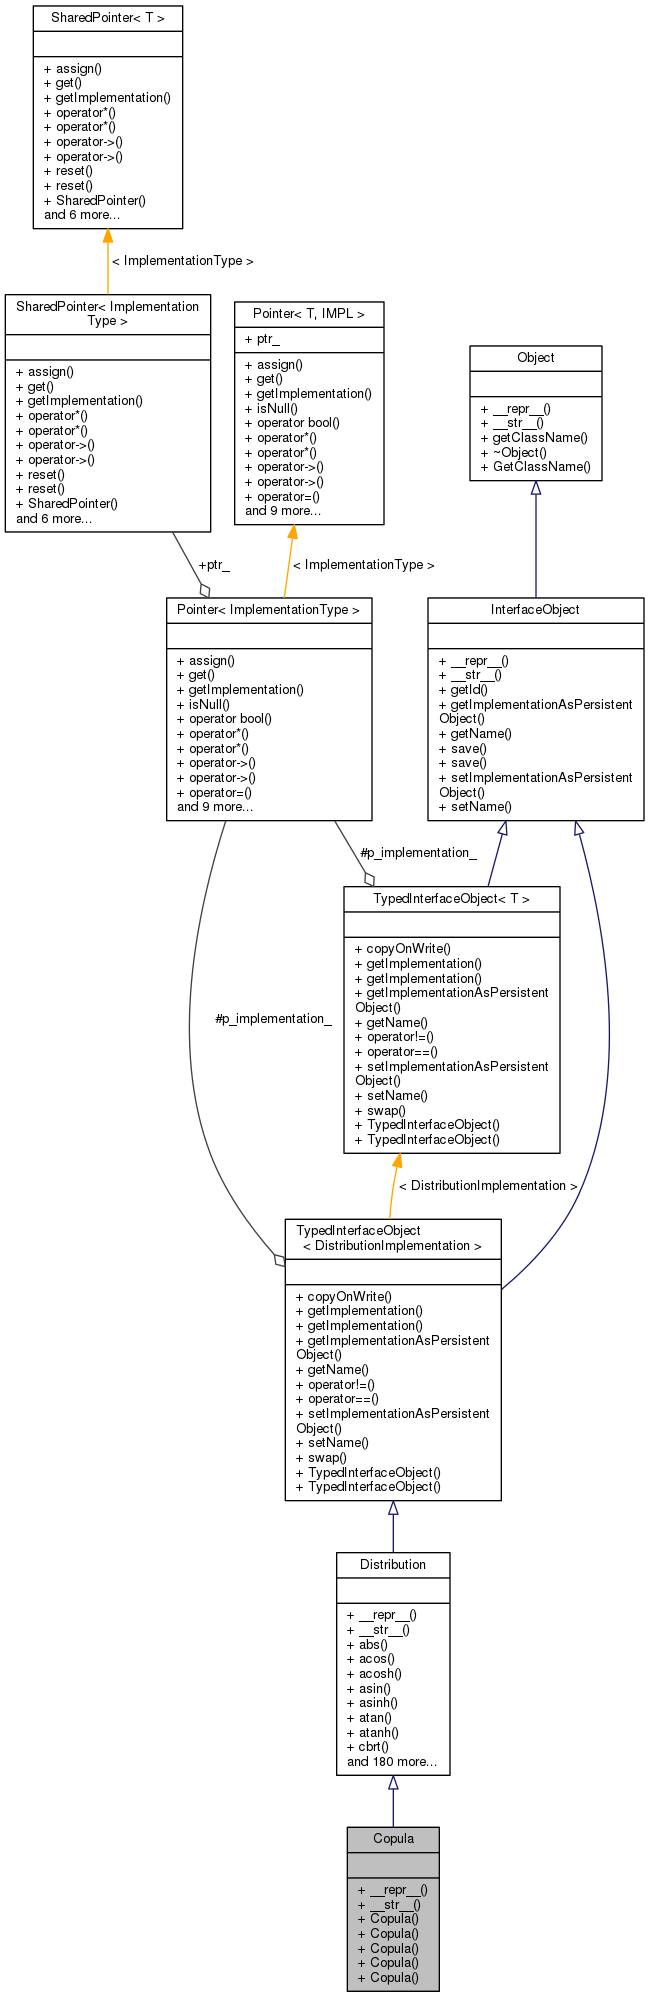 SharedPointer< T >
+ assign()
+ get()
+ getImplementation()
+ operator*()
+ operator*()
+ operator->()
+ operator->()
+ reset()
+ reset()
+ SharedPointer()
and 6 more...
< ImplementationType >
SharedPointer< Implementation
Type >
+ assign()
+ get()
+ getImplementation()
+ operator*()
+ operator*()
+ operator->()
+ operator->()
+ reset()
+ reset()
+ SharedPointer()
and 6 more...
Pointer< T, IMPL >
+ ptr_
+ assign()
+ get()
+ getImplementation()
+ isNull()
+ operator bool()
+ operator*()
+ operator*()
+ operator->()
+ operator->()
+ operator=()
and 9 more...
Object
+ __repr__()
+ __str__()
+ getClassName()
+ ~Object()
+ GetClassName()
+ptr_
< ImplementationType >
Pointer< ImplementationType >
+ assign()
+ get()
+ getImplementation()
+ isNull()
+ operator bool()
+ operator*()
+ operator*()
+ operator->()
+ operator->()
+ operator=()
and 9 more...
InterfaceObject
+ __repr__()
+ __str__()
+ getId()
+ getImplementationAsPersistent
Object()
+ getName()
+ save()
+ save()
+ setImplementationAsPersistent
Object()
+ setName()
#p_implementation_
TypedInterfaceObject< T >
+ copyOnWrite()
+ getImplementation()
+ getImplementation()
+ getImplementationAsPersistent
Object()
+ getName()
+ operator!=()
+ operator==()
+ setImplementationAsPersistent
Object()
+ setName()
+ swap()
+ TypedInterfaceObject()
+ TypedInterfaceObject()
#p_implementation_
< DistributionImplementation >
TypedInterfaceObject
< DistributionImplementation >
+ copyOnWrite()
+ getImplementation()
+ getImplementation()
+ getImplementationAsPersistent
Object()
+ getName()
+ operator!=()
+ operator==()
+ setImplementationAsPersistent
Object()
+ setName()
+ swap()
+ TypedInterfaceObject()
+ TypedInterfaceObject()
Distribution
+ __repr__()
+ __str__()
+ abs()
+ acos()
+ acosh()
+ asin()
+ asinh()
+ atan()
+ atanh()
+ cbrt()
and 180 more...
Copula
+ __repr__()
+ __str__()
+ Copula()
+ Copula()
+ Copula()
+ Copula()
+ Copula()